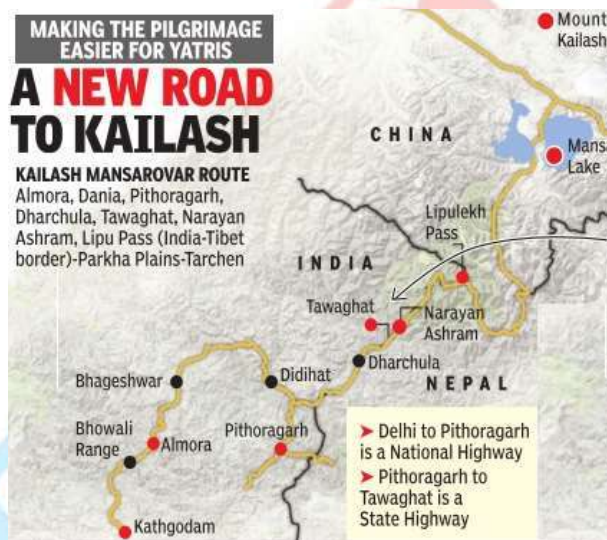 MAKING THE PILGRIMAGE
EASIER FOR YATRIS
A NEW ROAD
TO KAILASH
KAILASH MANSAROVAR ROUTE
Almora, Dania, Pithoragarh,
Dharchula, Tawaghat, Narayan
Ashram, Lipu Pass (India-Tibet
border)-Parkha Plains-Tarchen
Mount
Kailash
CHINA
Mansa
Lake
Lipulekh
Pass
INDIA
Tawaghat
Narayan
Ashram
Dharchula
NEPAL
Bhageshwar
Didihat
Bhowali
Range
Almora
Pithoragarh
Kathgodam
➤ Delhi to Pithoragarh
is a National Highway
➤ Pithoragarh to
Tawaghat is a
State Highway